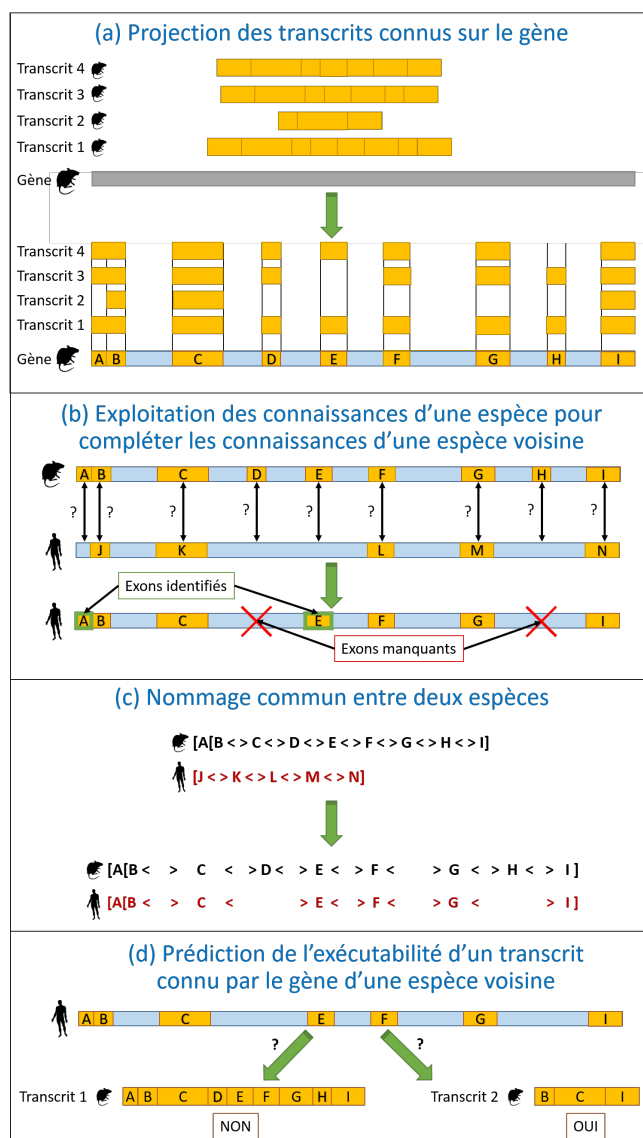 (a) Projection des transcrits connus sur le gène
Transcrit 4
Transcrit 3
Transcrit 2
Transcrit 1
Gène
Transcrit 4
Transcrit 3
Transcrit 2
Transcrit 1
Gène A B C D E F G H I
(b) Exploitation des connaissances d'une espèce pour
compléter les connaissances d'une espèce voisine
A B C D E F G H I
? ? ? ? ? ? ? ? ?
J K L M N
Exons identifiés
A B C E F G I
Exons manquants
(c) Nommage commun entre deux espèces
[A[B < > C < > D < > E < > F < > G < > H < > I]
[J < > K < > L < > M < > N]
[A[B < > C < > D < > E < > F < > G < > H < > I ]
[A[B < > C < > E < > F < > G < > I ]
(d) Prédiction de l'exécutabilité d'un transcrit
connu par le gène d'une espèce voisine
A B C E F G I
? ?
Transcrit 1 A B C D E F G H I Transcrit 2 B C I
NON OUI